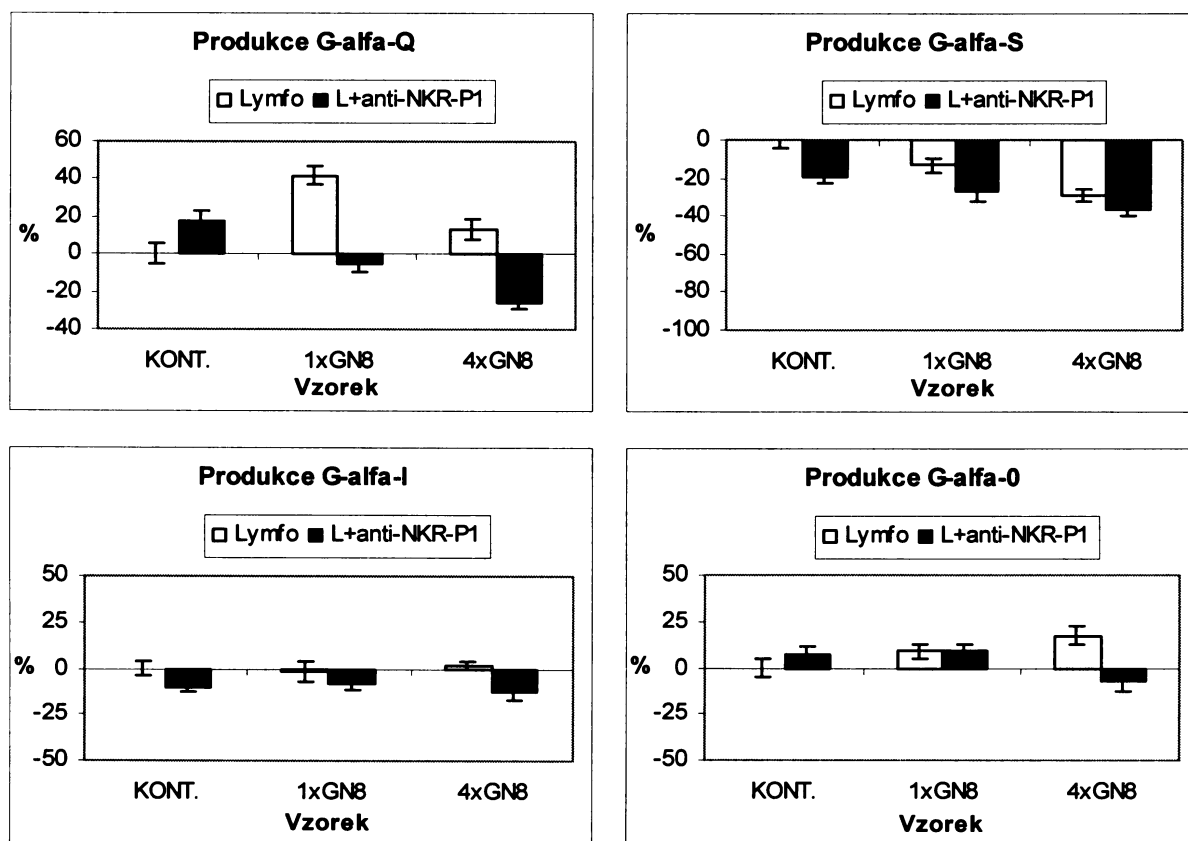 Produkce G-alfa-Q
Lymfo L+anti-NKR-P1
60
40
20
0
-20
-40
%
KONT. 1xGN8 4xGN8
Vzorek
Produkce G-alfa-S
Lymfo L+anti-NKR-P1
0
-20
-40
-60
-80
-100
%
KONT. 1xGN8 4xGN8
Vzorek
Produkce G-alfa-I
Lymfo L+anti-NKR-P1
50
25
0
-25
-50
%
KONT. 1xGN8 4xGN8
Vzorek
Produkce G-alfa-0
Lymfo L+anti-NKR-P1
50
25
0
-25
-50
%
KONT. 1xGN8 4xGN8
Vzorek